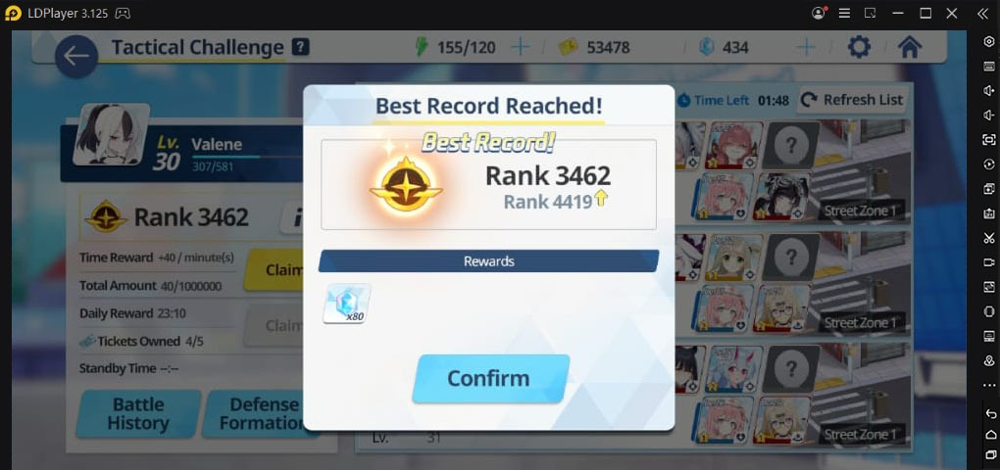 LDPlayer 3.125
Tactical Challenge ?
155/120
53478
434
Best Record Reached!
Best Record!
Rank 3462
Rank 4419
Rewards
x80
Confirm
Lv.
30
Valene
307/581
Rank 3462
i
Time Reward +40 / minute(s)
Claim
Total Amount 40/1000000
Daily Reward 23:10
Claim
Tickets Owned 4/5
Standby Time --:--
Battle
History
Defense
Formation
Time Left 01:48
Refresh List
?
Street Zone 1
?
Street Zone 1
?
Street Zone 1
Lv. 31